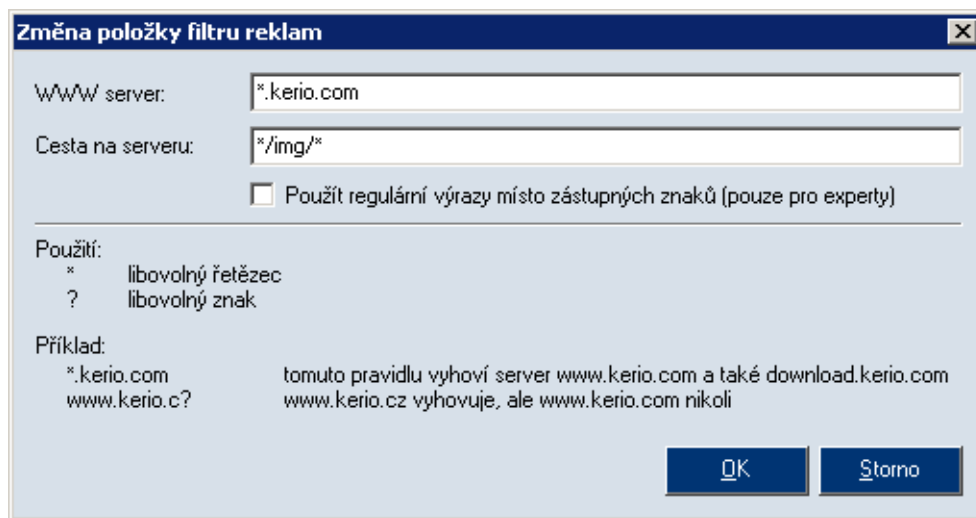 Změna položky filtru reklam
WWW server: *.kerio.com
Cesta na serveru: */img/*
Použít regulární výrazy místo zástupných znaků (pouze pro experty)
Použití:
* libovolný řetězec
? libovolný znak
Příklad:
*.kerio.com tomuto pravidlu vyhoví server www.kerio.com a také download.kerio.com
www.kerio.c? www.kerio.cz vyhovuje, ale www.kerio.com nikoli
OK Storno